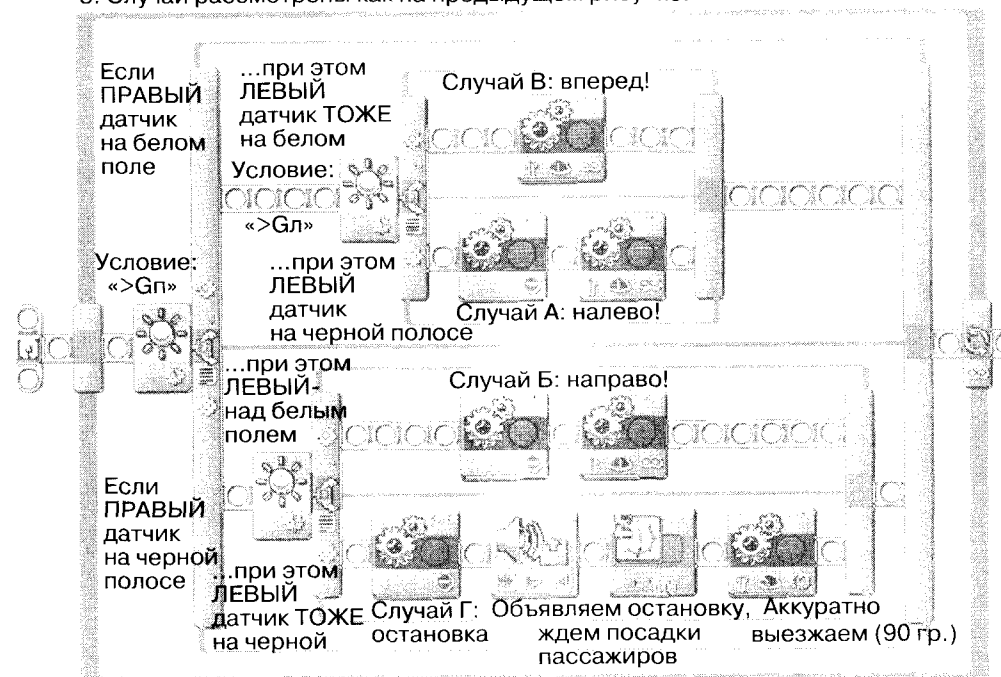 Если
ПРАВЫЙ
датчик
на белом
поле
...при этом
ЛЕВЫЙ
датчик ТОЖЕ
на белом
Условие:
«>Gл»
Случай В: вперед!
Условие:
«>Gп»
...при этом
ЛЕВЫЙ
датчик
на черной полосе
Случай А: налево!
...при этом
ЛЕВЫЙ-
над белым
полем
Случай Б: направо!
Если
ПРАВЫЙ
датчик
на черной
полосе
...при этом
ЛЕВЫЙ
датчик ТОЖЕ
на черной
Случай Г:
остановка
Объявляем остановку,
ждем посадки
пассажиров
Аккуратно
выезжаем (90 гр.)